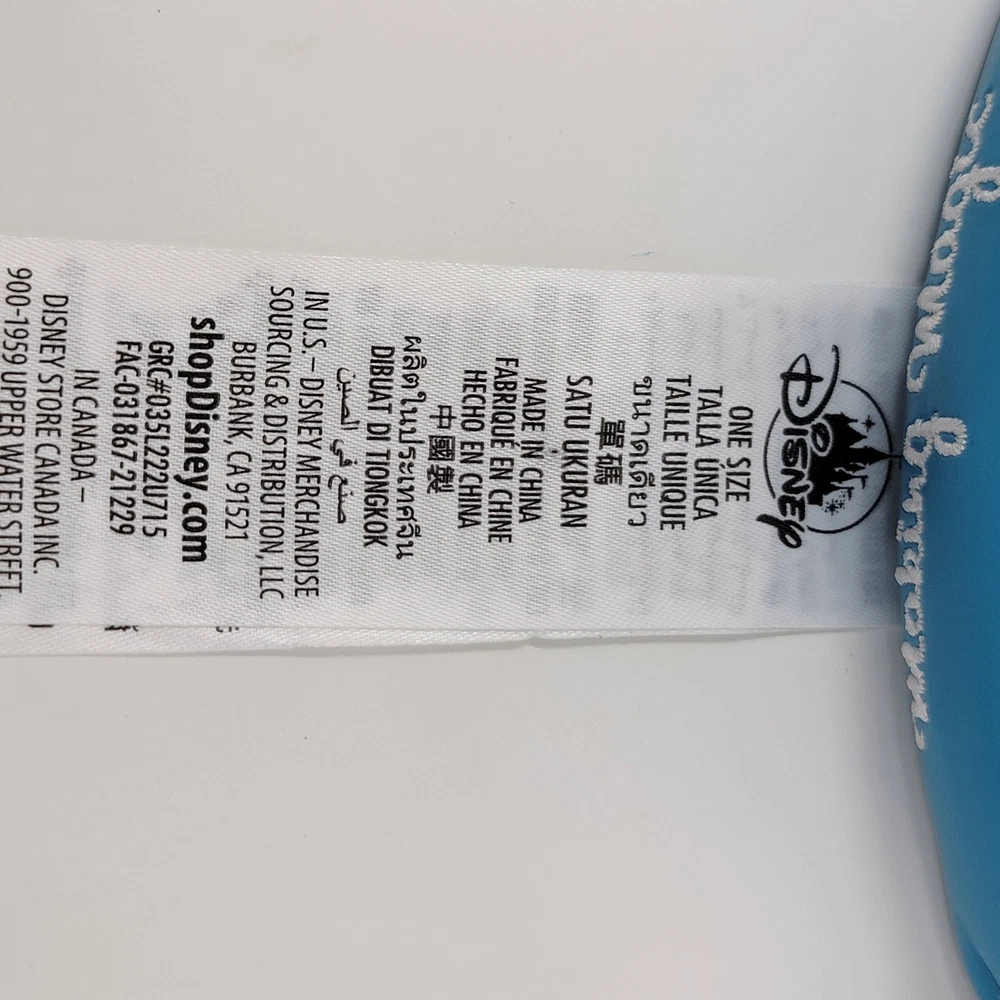 Disney
ONE SIZE
TALLA ÚNICA
TAILLE UNIQUE
ขนาดเดียว
單碼
SATU UKURAN
MADE IN CHINA
FABRIQUÉ EN CHINE
HECHO EN CHINA
中國製
ผลิตในประเทศจีน
DIBUAT DI TIONGKOK
صنع في الصين
IN U.S. – DISNEY MERCHANDISE
SOURCING & DISTRIBUTION, LLC
BURBANK, CA 91521
shopDisney.com
GRC#035L2220715
FAC-031867-21229
IN CANADA –
DISNEY STORE CANADA INC.
900-1959 UPPER WATER STREET,